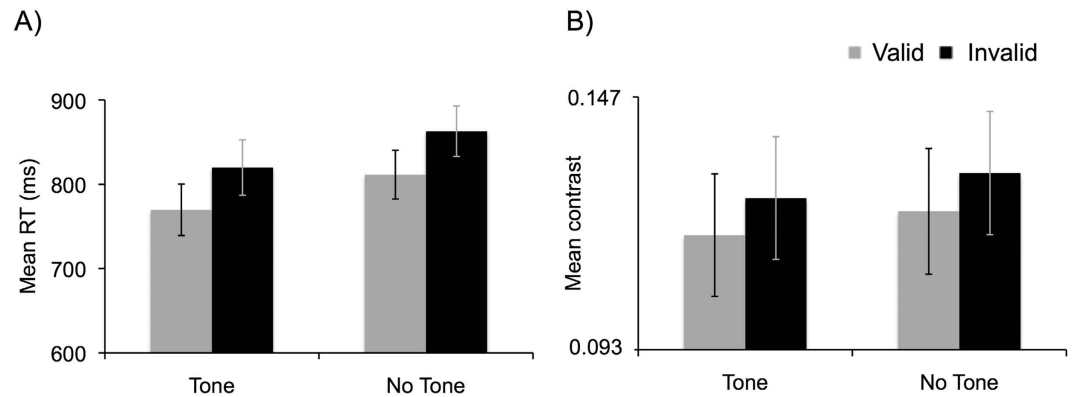 A)
B)
Valid Invalid
900
800
700
600
Mean RT (ms)
Tone No Tone
0.147
0.093
Mean contrast
Tone No Tone